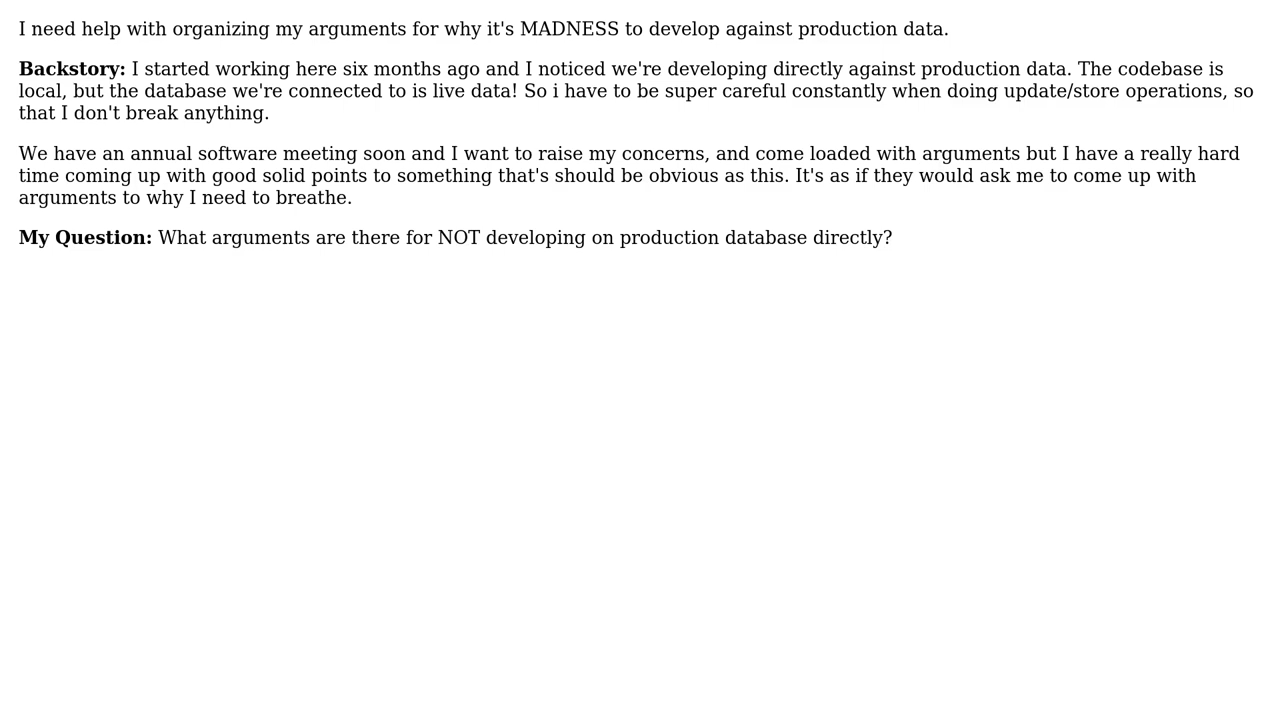 I need help with organizing my arguments for why it's MADNESS to develop against production data.
Backstory: I started working here six months ago and I noticed we're developing directly against production data. The codebase is
local, but the database we're connected to is live data! So i have to be super careful constantly when doing update/store operations, so
that I don't break anything.
We have an annual software meeting soon and I want to raise my concerns, and come loaded with arguments but I have a really hard
time coming up with good solid points to something that's should be obvious as this. It's as if they would ask me to come up with
arguments to why I need to breathe.
My Question: What arguments are there for NOT developing on production database directly?